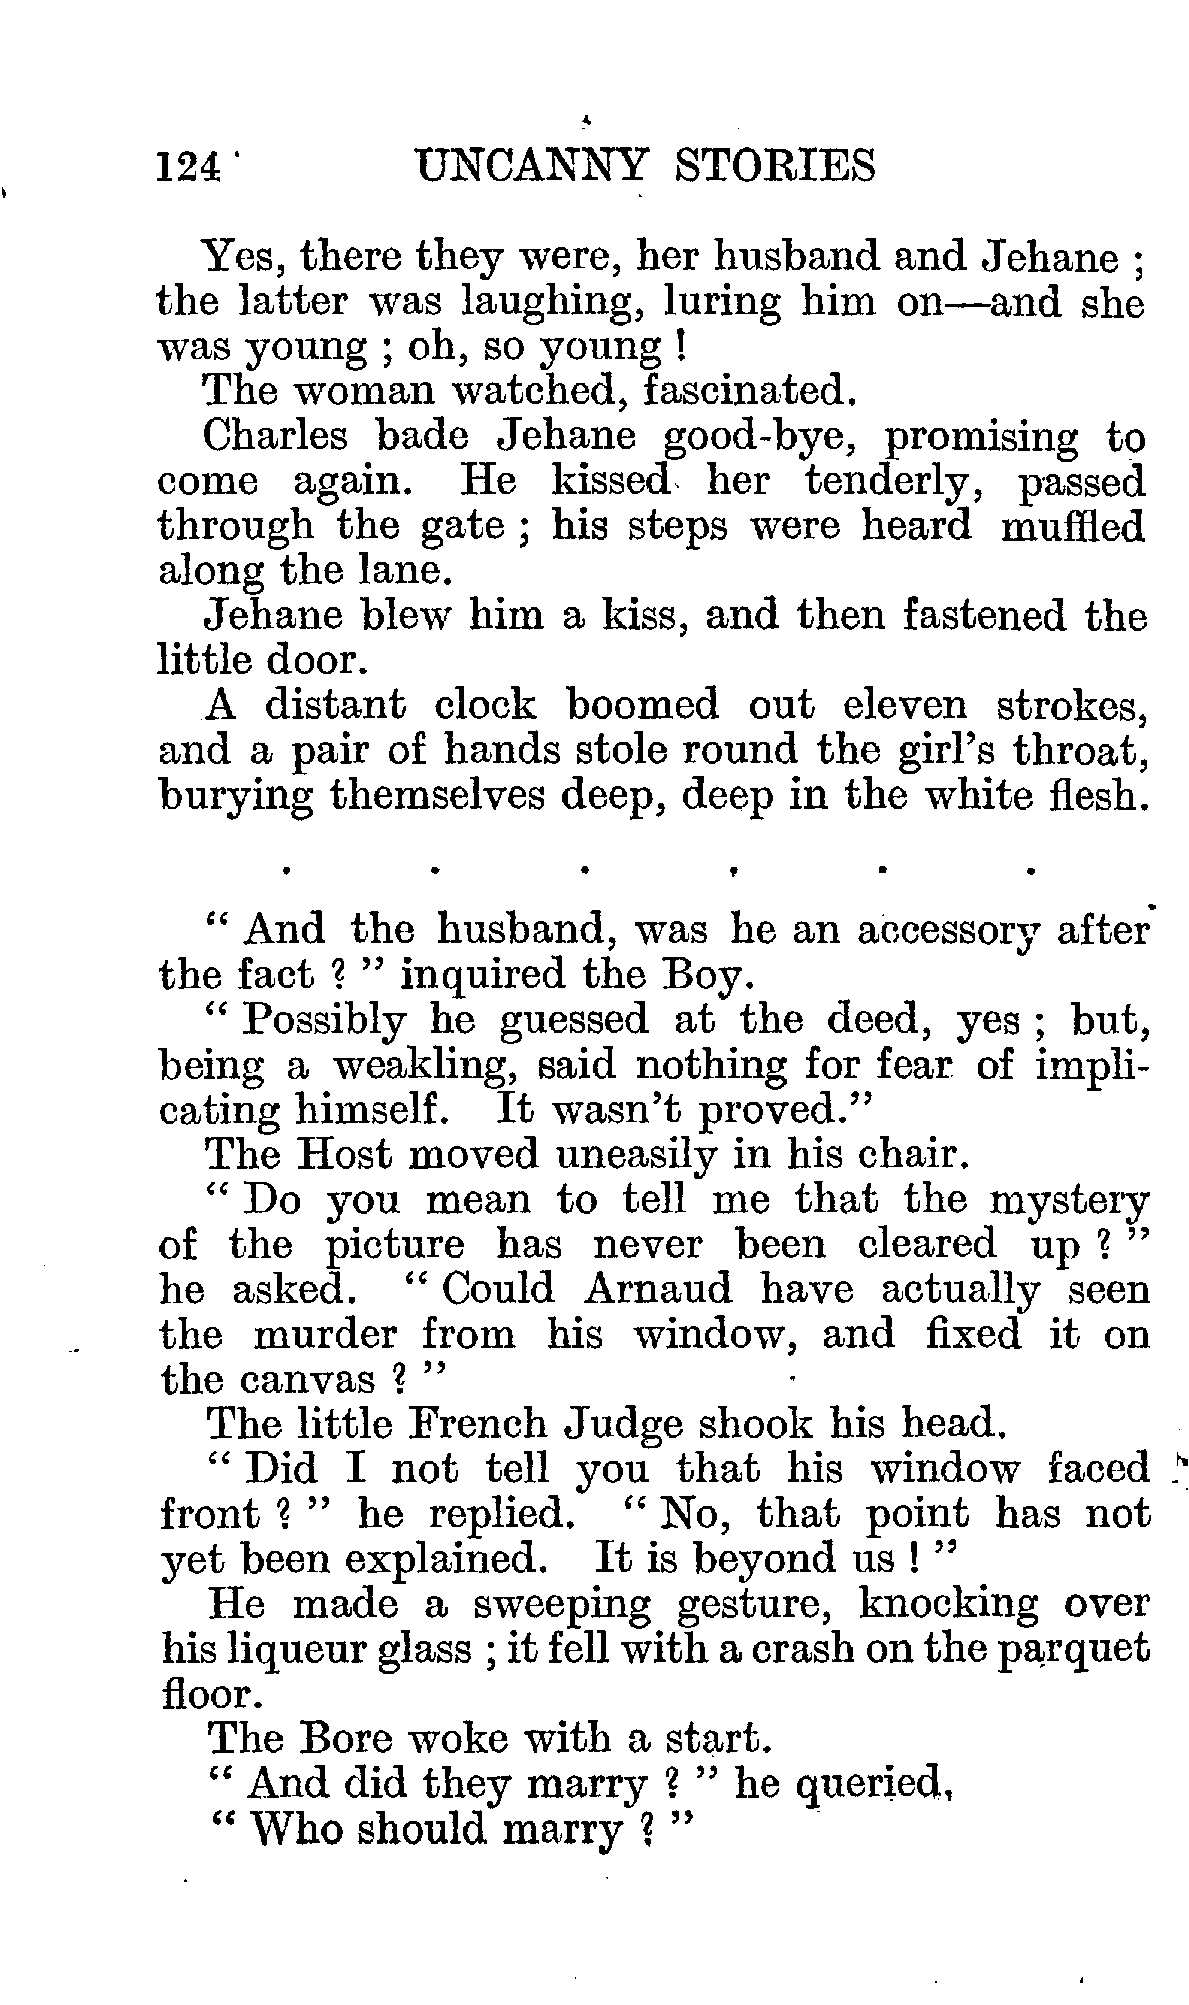 124 UNCANNY STORIES
Yes, there they were, her husband and Jehane ;
the latter was laughing, luring him on—and she
was young ; oh, so young !
The woman watched, fascinated.
Charles bade Jehane good-bye, promising to
come again. He kissed her tenderly, passed
through the gate ; his steps were heard muffled
along the lane.
Jehane blew him a kiss, and then fastened the
little door.
A distant clock boomed out eleven strokes,
and a pair of hands stole round the girl's throat,
burying themselves deep, deep in the white flesh.
. . . . . .
" And the husband, was he an accessory after
the fact ? " inquired the Boy.
" Possibly he guessed at the deed, yes ; but,
being a weakling, said nothing for fear of impli-
cating himself. It wasn't proved."
The Host moved uneasily in his chair.
" Do you mean to tell me that the mystery
of the picture has never been cleared up ? "
he asked. " Could Arnaud have actually seen
the murder from his window, and fixed it on
the canvas ? "
The little French Judge shook his head.
" Did I not tell you that his window faced
front ? " he replied. " No, that point has not
yet been explained. It is beyond us ! "
He made a sweeping gesture, knocking over
his liqueur glass ; it fell with a crash on the parquet
floor.
The Bore woke with a start.
" And did they marry ? " he queried,
" Who should marry ? "